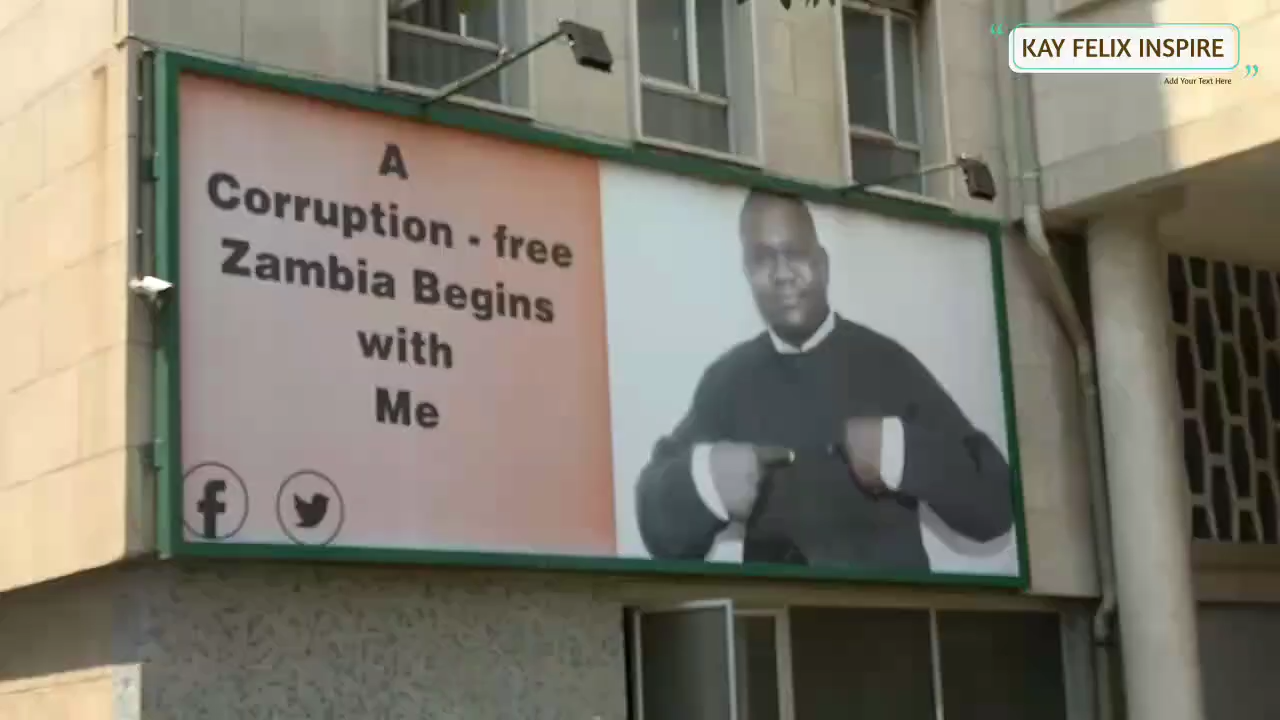 KAY FELIX INSPIRE
Add Your Text Here
A
Corruption - free
Zambia Begins
with
Me